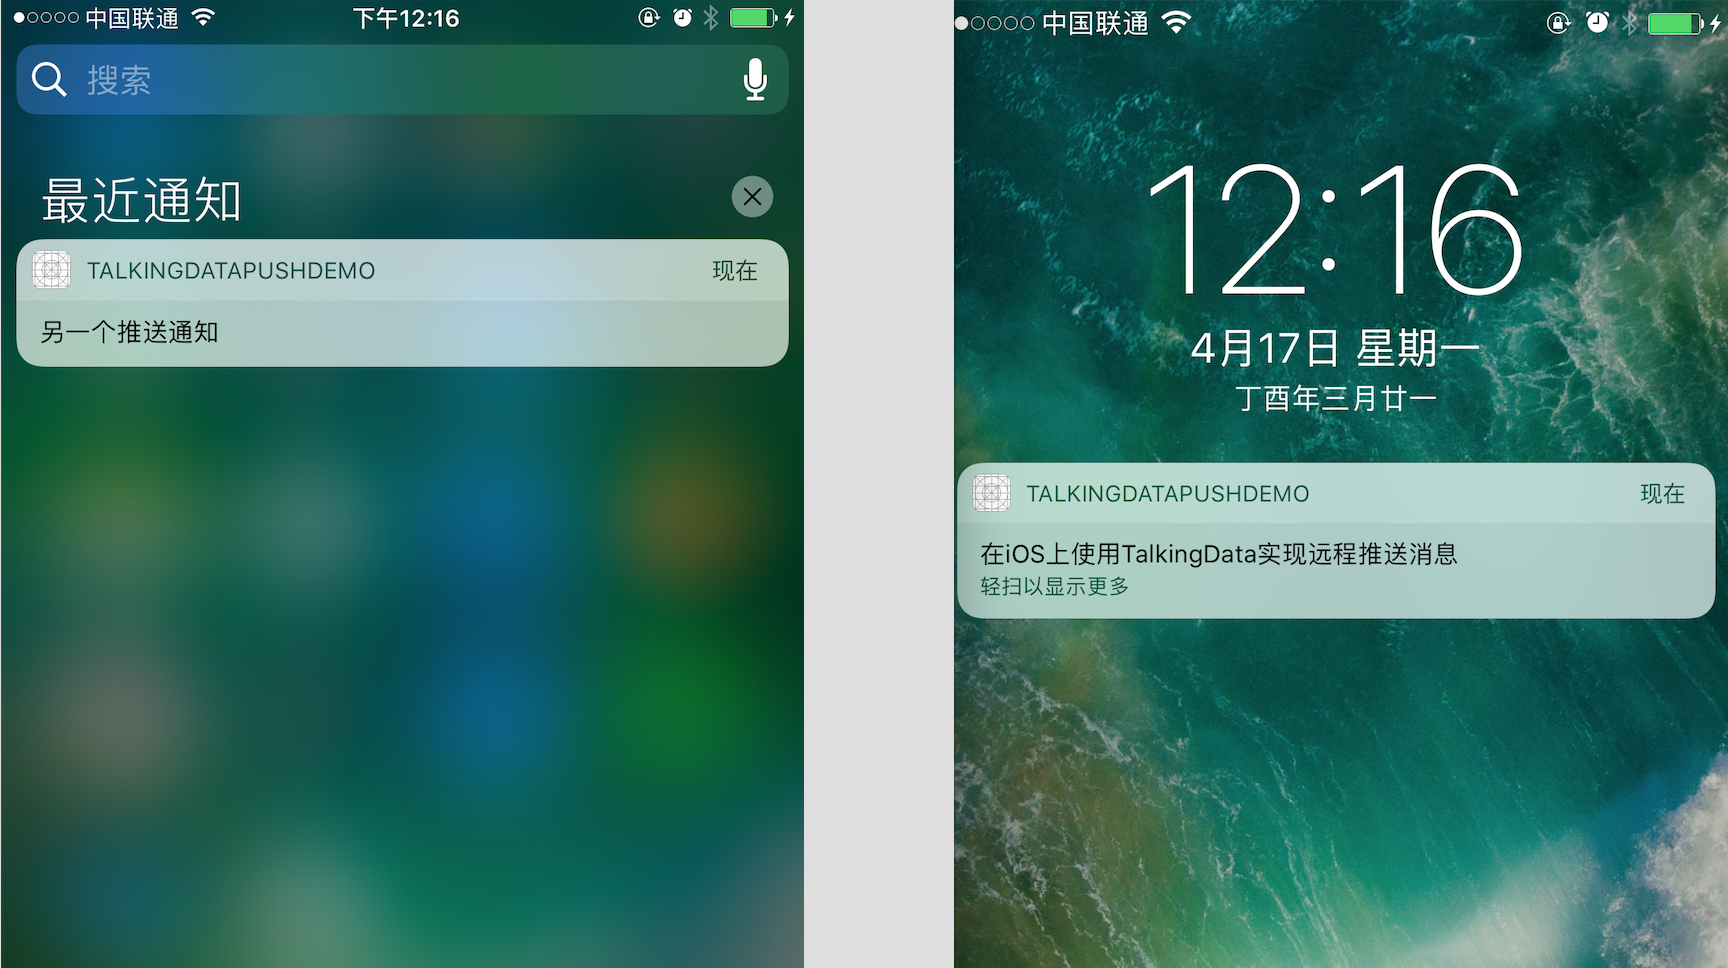 中国联通
下午12:16
搜索
最近通知
TALKINGDATAPUSHDEMO
现在
另一个推送通知
中国联通
12:16
4月17日 星期一
丁酉年三月廿一
TALKINGDATAPUSHDEMO
现在
在iOS上使用TalkingData实现远程推送消息
轻扫以显示更多